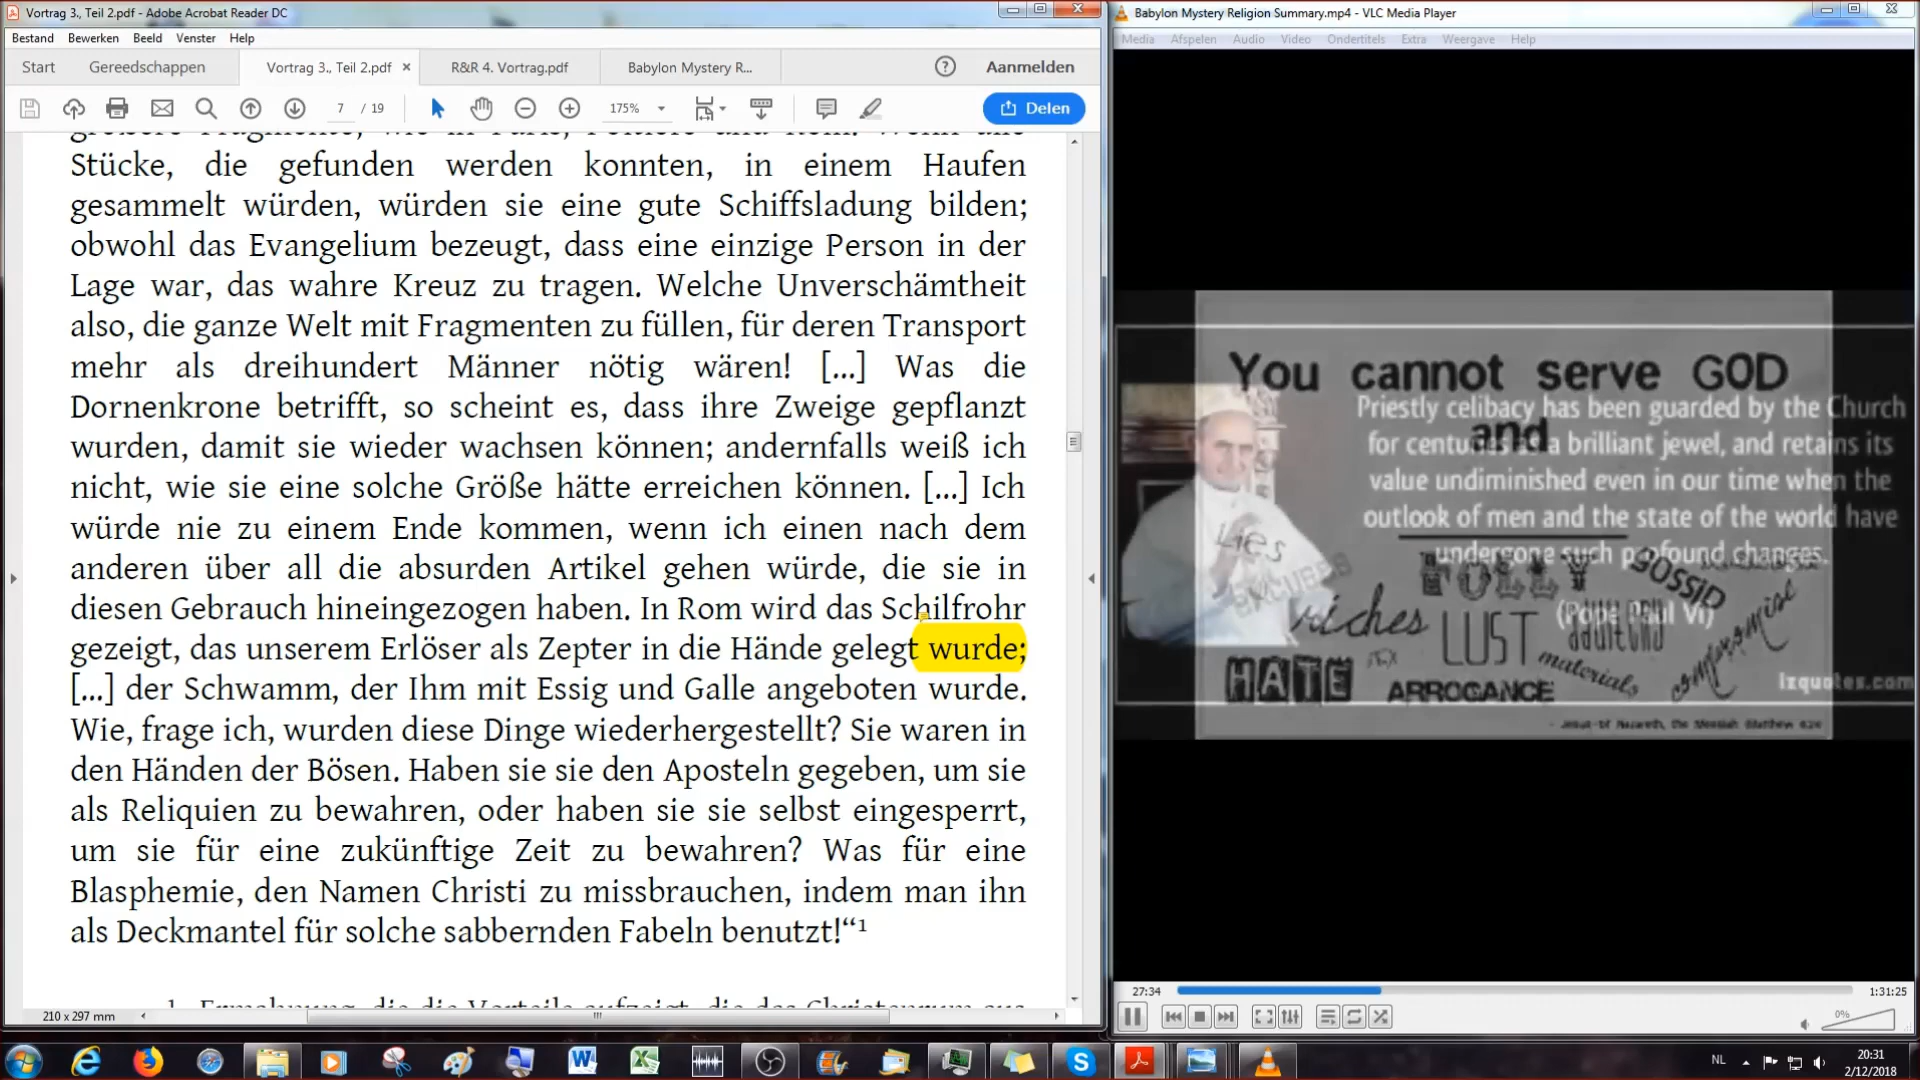 Vortrag 3., Teil 2.pdf - Adobe Acrobat Reader DC
Bestand Bewerken Beeld Venster Help
Start Gereedschappen Vortrag 3., Teil 2.pdf × R&R 4. Vortrag.pdf Babylon Mystery R... Aanmelden
7 / 19 175% Delen
Stücke, die gefunden werden konnten, in einem Haufen
gesammelt würden, würden sie eine gute Schiffsladung bilden;
obwohl das Evangelium bezeugt, dass eine einzige Person in der
Lage war, das wahre Kreuz zu tragen. Welche Unverschämtheit
also, die ganze Welt mit Fragmenten zu füllen, für deren Transport
mehr als dreihundert Männer nötig wären! [...] Was die
Dornenkrone betrifft, so scheint es, dass ihre Zweige gepflanzt
wurden, damit sie wieder wachsen können; andernfalls weiß ich
nicht, wie sie eine solche Größe hätte erreichen können. [...] Ich
würde nie zu einem Ende kommen, wenn ich einen nach dem
anderen über all die absurden Artikel gehen würde, die sie in
diesen Gebrauch hineingezogen haben. In Rom wird das Schilfrohr
gezeigt, das unserem Erlöser als Zepter in die Hände gelegt wurde;
[...] der Schwamm, der Ihm mit Essig und Galle angeboten wurde.
Wie, frage ich, wurden diese Dinge wiederhergestellt? Sie waren in
den Händen der Bösen. Haben sie sie den Aposteln gegeben, um sie
als Reliquien zu bewahren, oder haben sie sie selbst eingesperrt,
um sie für eine zukünftige Zeit zu bewahren? Was für eine
Blasphemie, den Namen Christi zu missbrauchen, indem man ihn
als Deckmantel für solche sabbernden Fabeln benutzt!“¹
210 x 297 mm
Babylon Mystery Religion Summary.mp4 - VLC Media Player
Media Afspelen Audio Video Ondertitels Extra Weergave Help
You cannot serve GOD
and
Priestly celibacy has been guarded by the Church
for centuries as a brilliant jewel, and retains its
value undiminished even in our time when the
outlook of men and the state of the world have
undergone such profound changes.
(Pope Paul VI)
Lies
riches
FOLLY
GOSSIP
LUST
materials
compromise
HATE
ARROGANCE
izquotes.com
27:34 1:31:25
0%
NL
20:31
2/12/2018